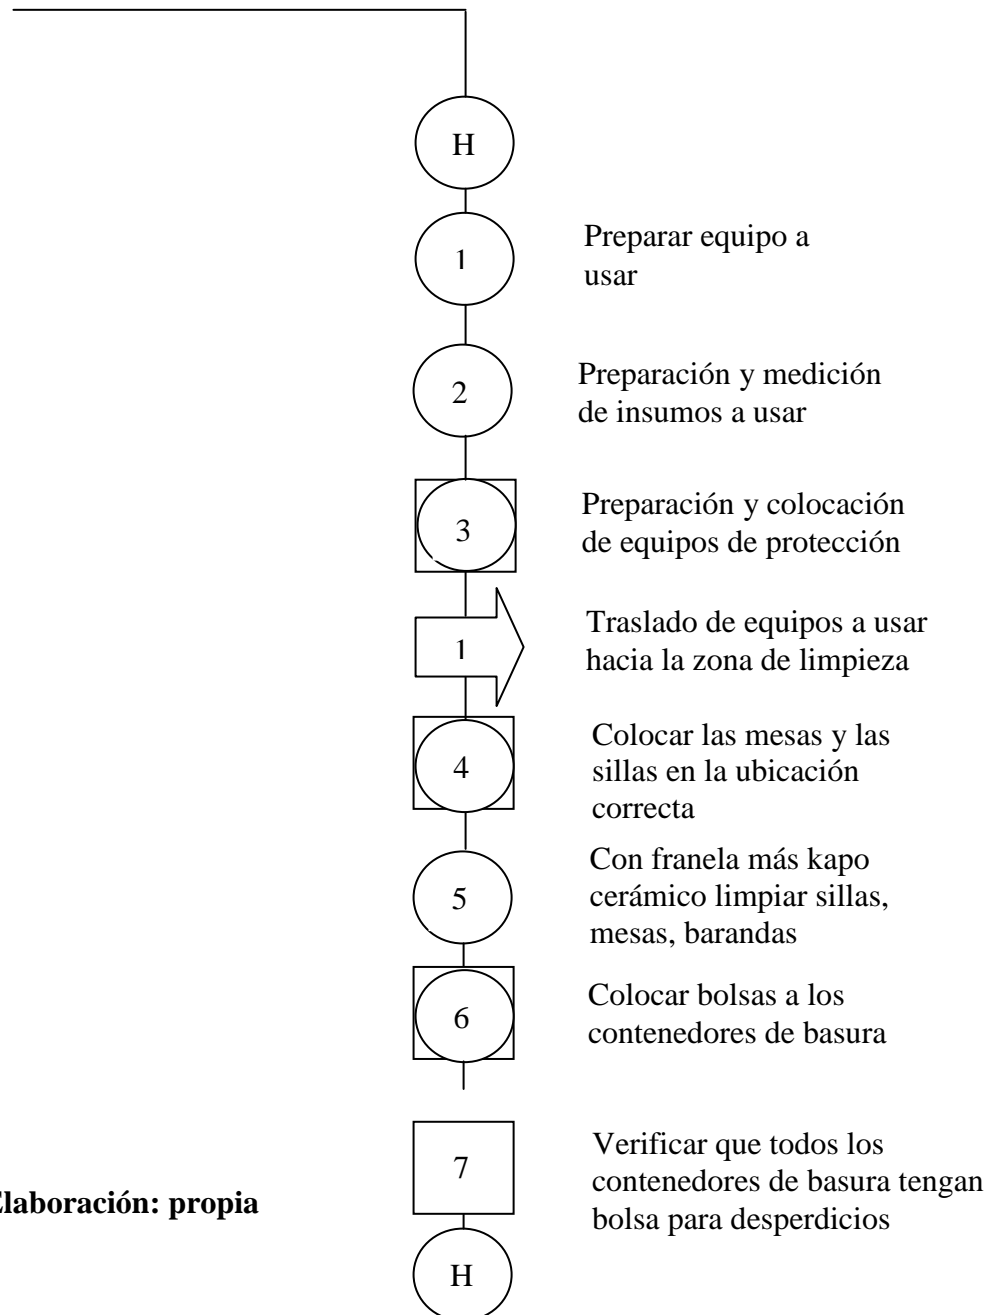 H
1
Preparar equipo a
usar
2
Preparación y medición
de insumos a usar
3
Preparación y colocación
de equipos de protección
1
Traslado de equipos a usar
hacia la zona de limpieza
4
Colocar las mesas y las
sillas en la ubicación
correcta
5
Con franela más kapo
cerámico limpiar sillas,
mesas, barandas
6
Colocar bolsas a los
contenedores de basura
7
Verificar que todos los
contenedores de basura tengan
bolsa para desperdicios
Elaboración: propia
H